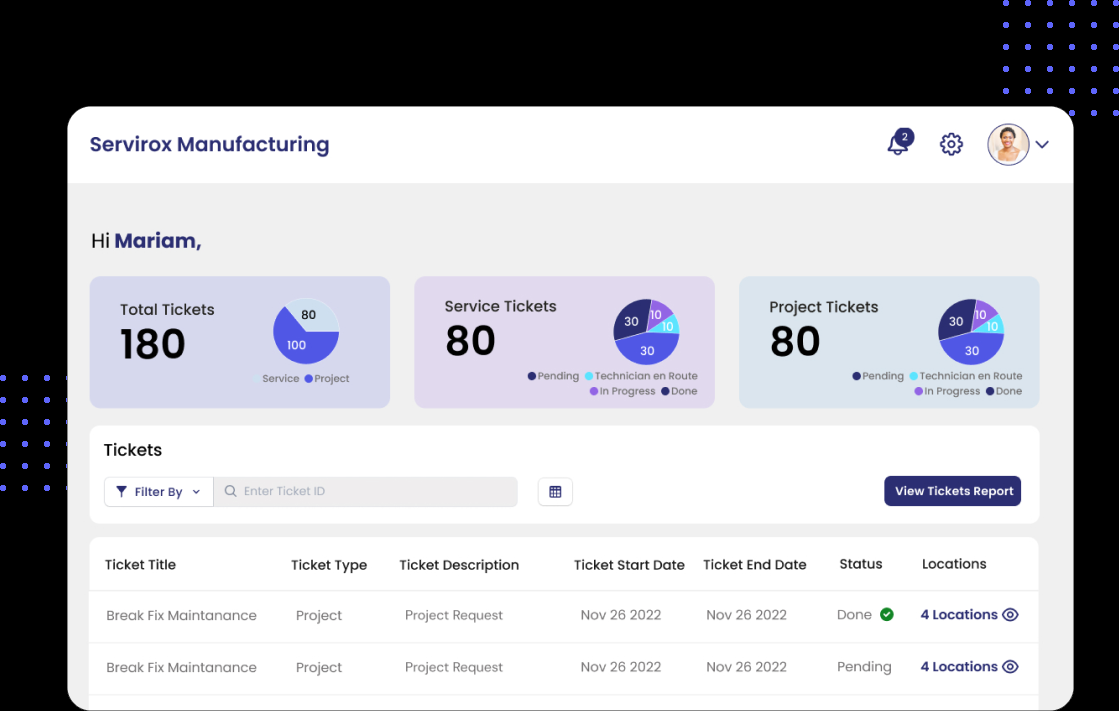 Servirox Manufacturing
2
Hi Mariam,
Total Tickets
180
80
100
Service Project
Service Tickets
80
30
10
10
30
Pending Technician en Route
In Progress Done
Project Tickets
80
30
10
10
30
Pending Technician en Route
In Progress Done
Tickets
Filter By
Enter Ticket ID
View Tickets Report
Ticket Title Ticket Type Ticket Description Ticket Start Date Ticket End Date Status Locations
Break Fix Maintanance Project Project Request Nov 26 2022 Nov 26 2022 Done 4 Locations
Break Fix Maintanance Project Project Request Nov 26 2022 Nov 26 2022 Pending 4 Locations